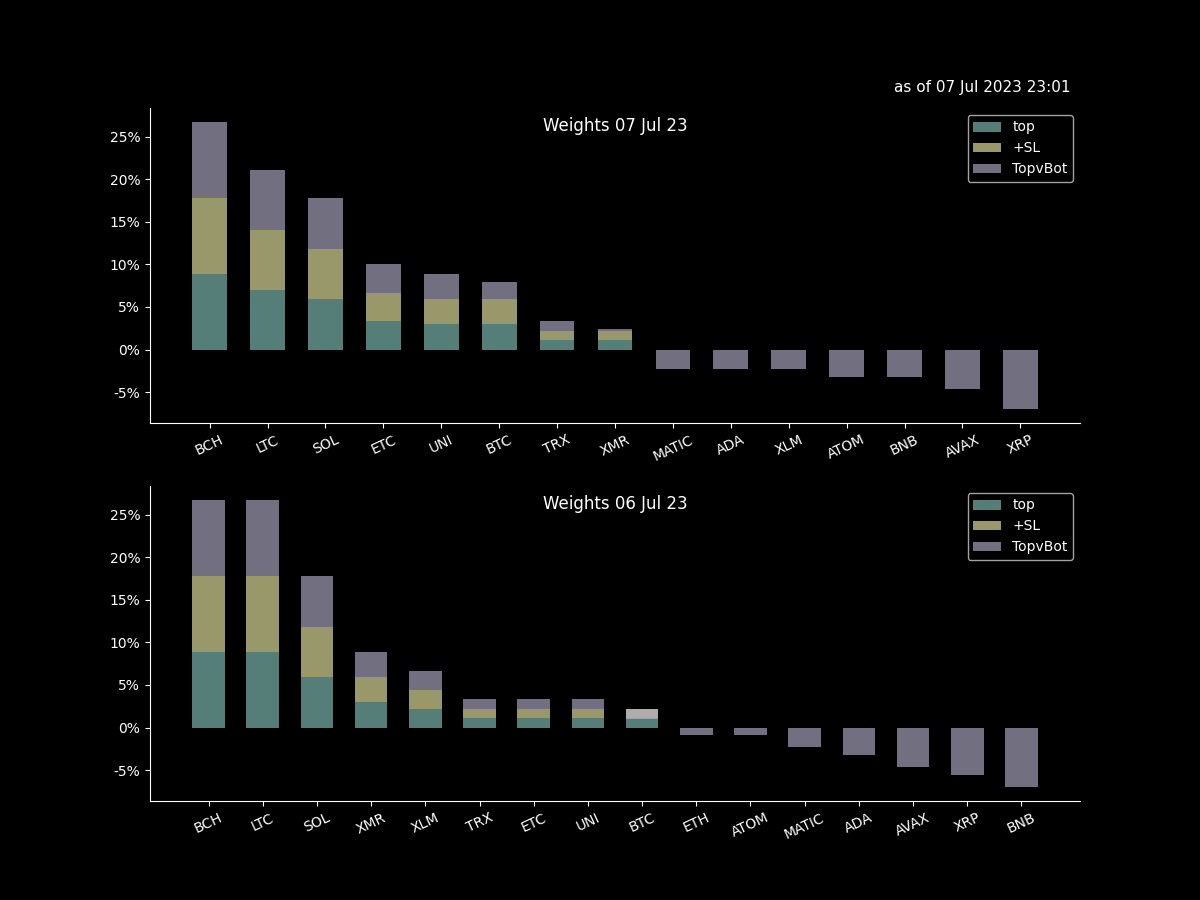 as of 07 Jul 2023 23:01
Weights 07 Jul 23
top
+SL
TopvBot
25%
20%
15%
10%
5%
0%
-5%
BCH LTC SOL ETC UNI BTC TRX XMR MATIC ADA XLM ATOM BNB AVAX XRP
Weights 06 Jul 23
top
+SL
TopvBot
25%
20%
15%
10%
5%
0%
-5%
BCH LTC SOL XMR XLM TRX ETC UNI BTC ETH ATOM MATIC ADA AVAX XRP BNB